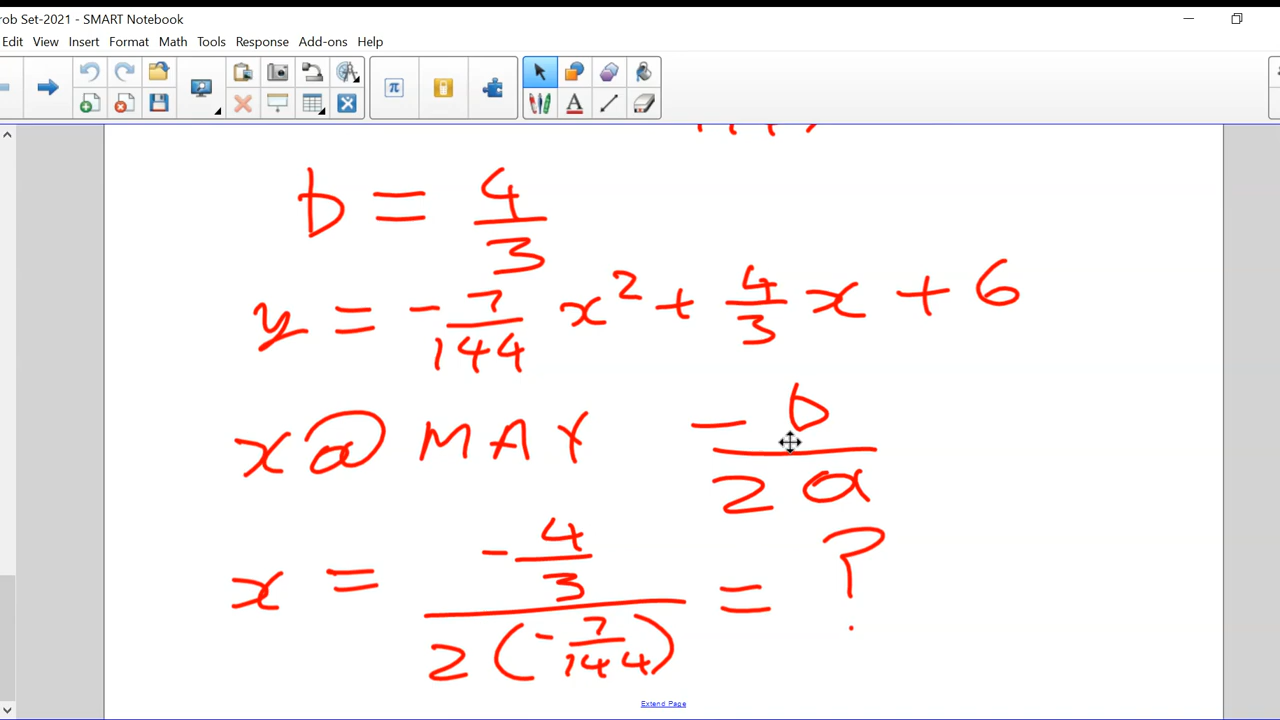 rob Set-2021 - SMART Notebook
Edit View Insert Format Math Tools Response Add-ons Help
b = 4/3
y = -7/144 x² + 4/3 x + 6
x @ MAX -b/2a
x = -4/3 / 2(-7/144) = ?
Extend Page